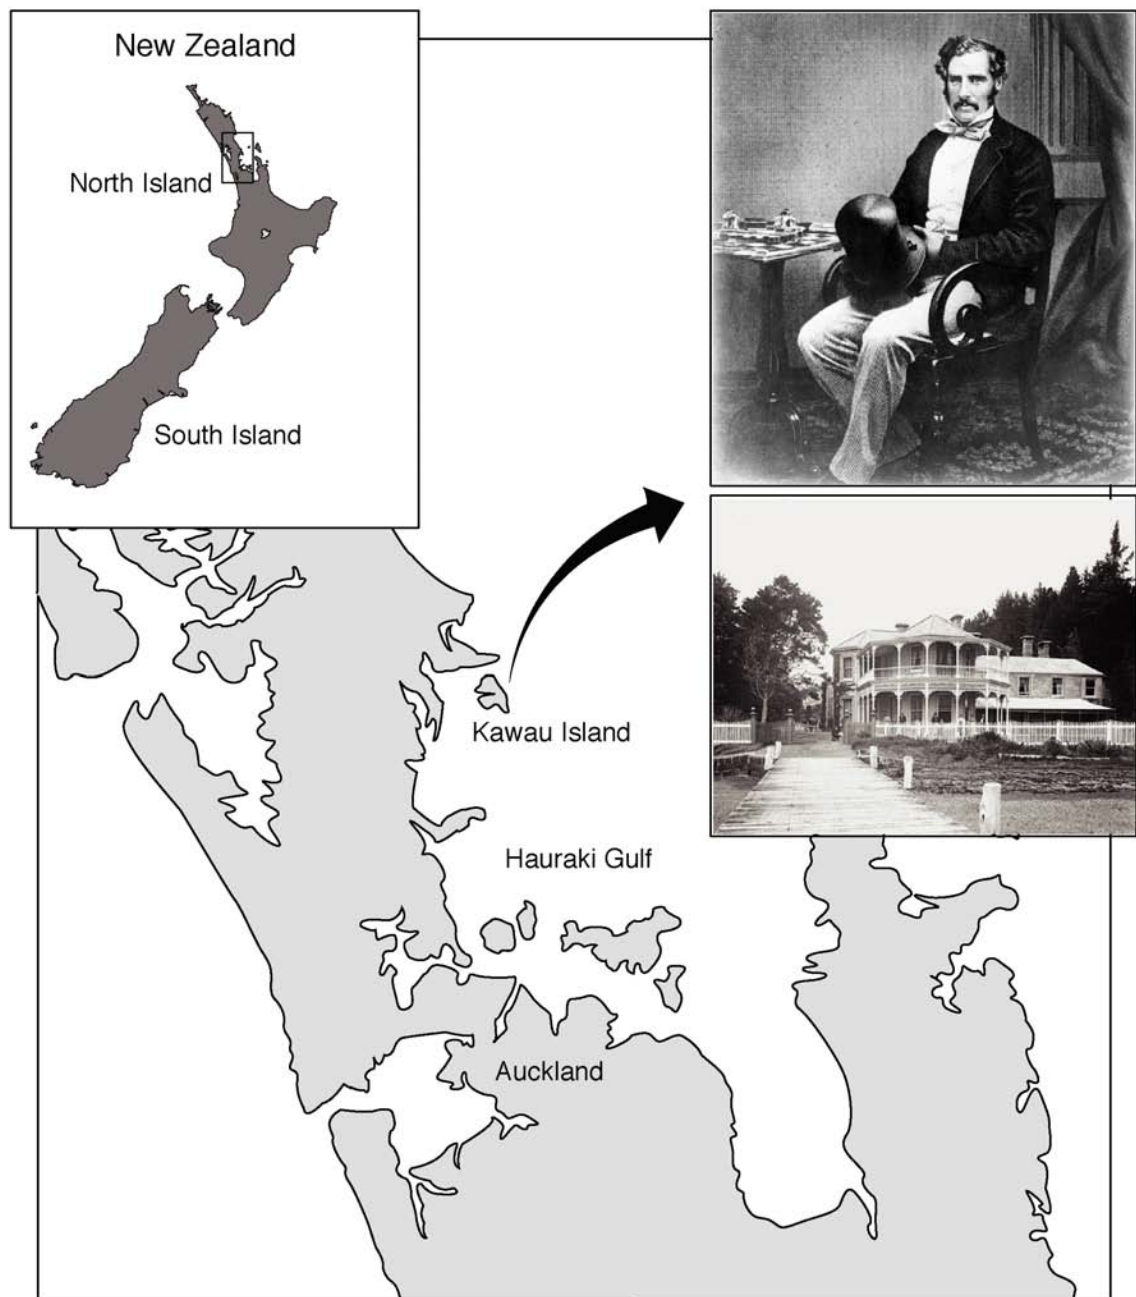 New Zealand
North Island
South Island
Kawau Island
Hauraki Gulf
Auckland